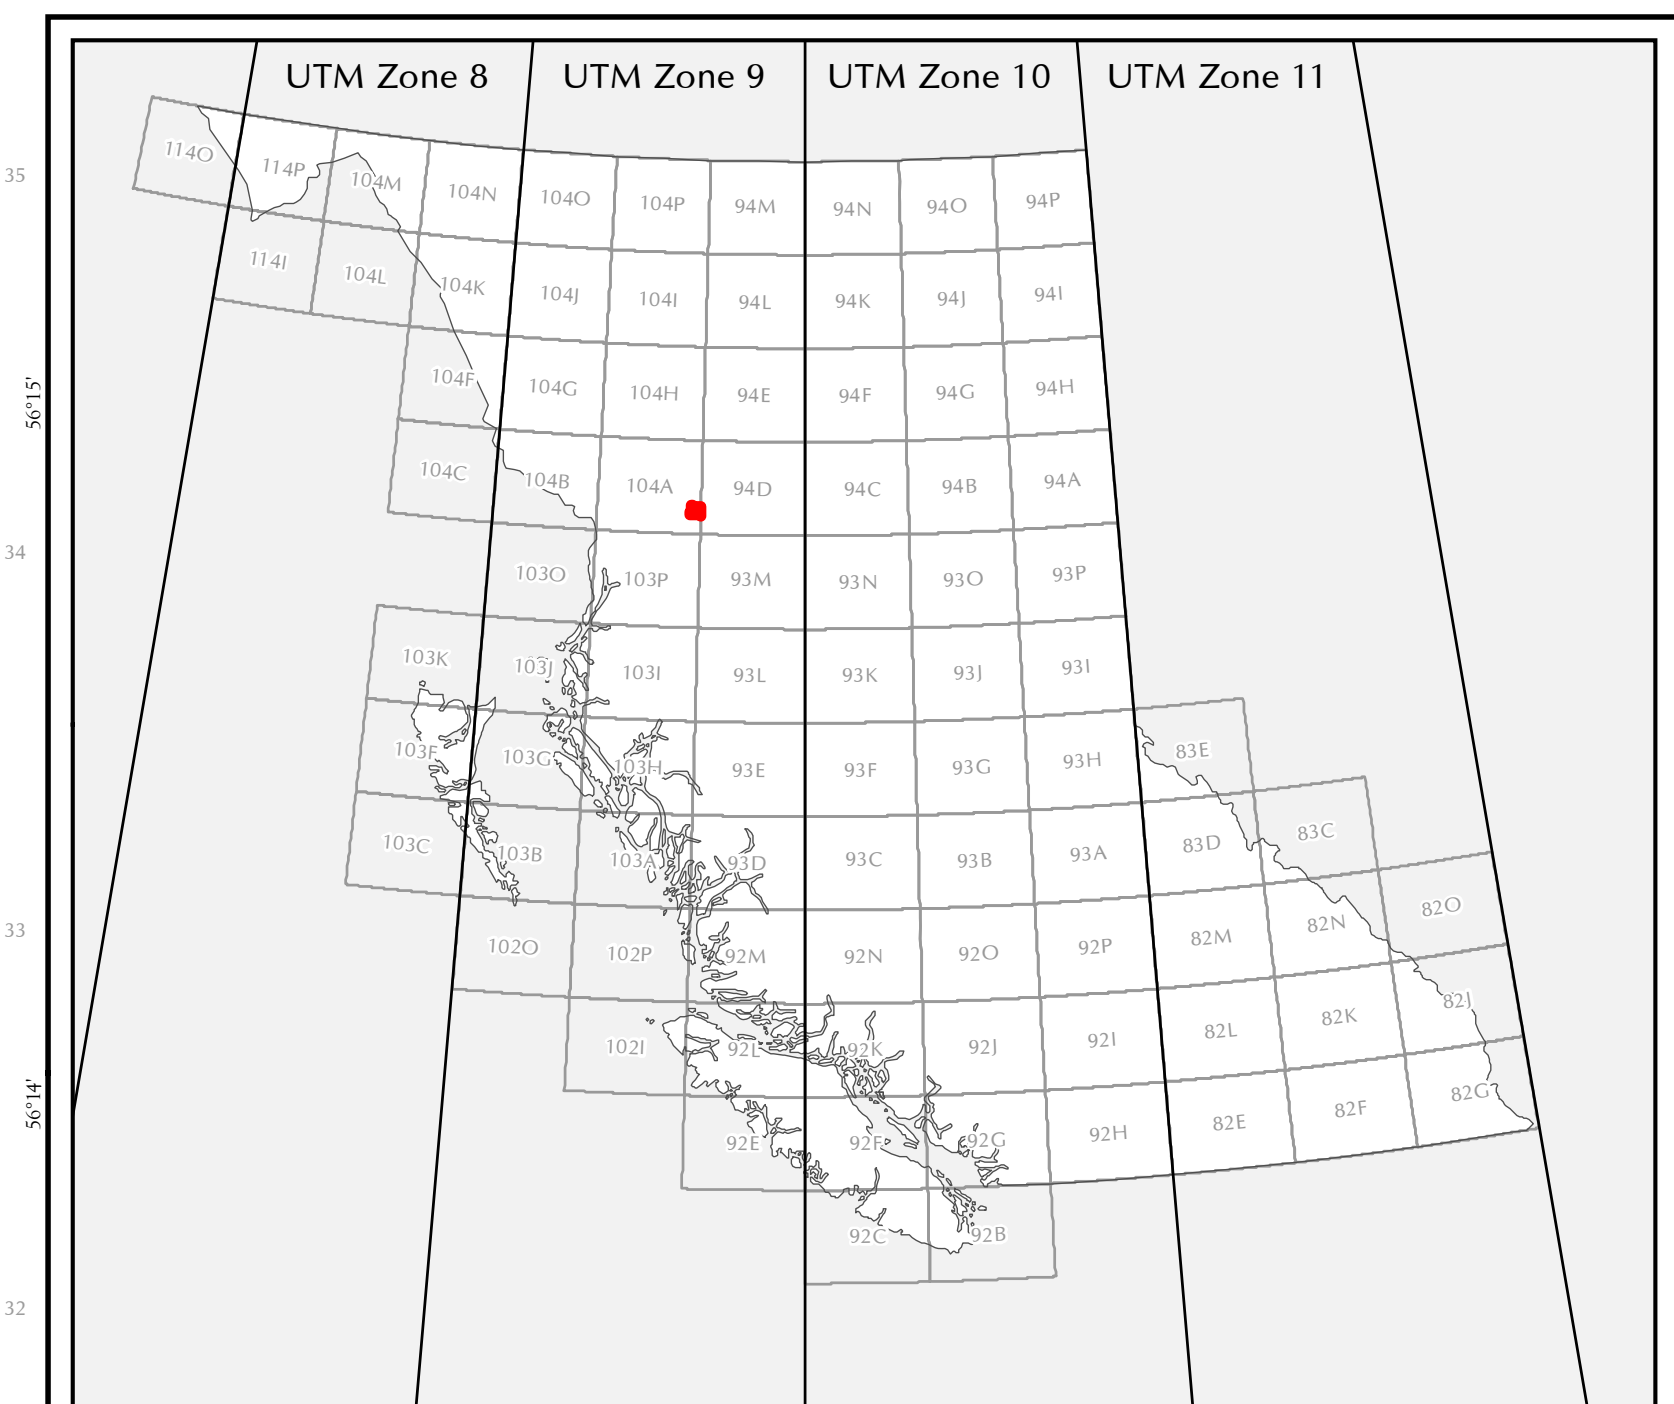 UTM Zone 8 UTM Zone 9 UTM Zone 10 UTM Zone 11
114O 114P 104M 104N 104O 104P 94M 94N 94O 94P
35
114I 104L 104K 104J 104I 94L 94K 94J 94I
104F 104G 104H 94E 94F 94G 94H
56°15'
104C 104B 104A 94D 94C 94B 94A
34
103O 103P 93M 93N 93O 93P
103K 103J 103I 93L 93K 93J 93I
103F 103G 103H 93E 93F 93G 93H 83E
103C 103B 103A 93D 93C 93B 93A 83D 83C
33
102O 102P 92M 92N 92O 92P 82M 82N 82O
102I 92L 92K 92J 92I 82L 82K 82J
56°14'
92E 92F 92G 92H 82E 82F 82G
92C 92B
32